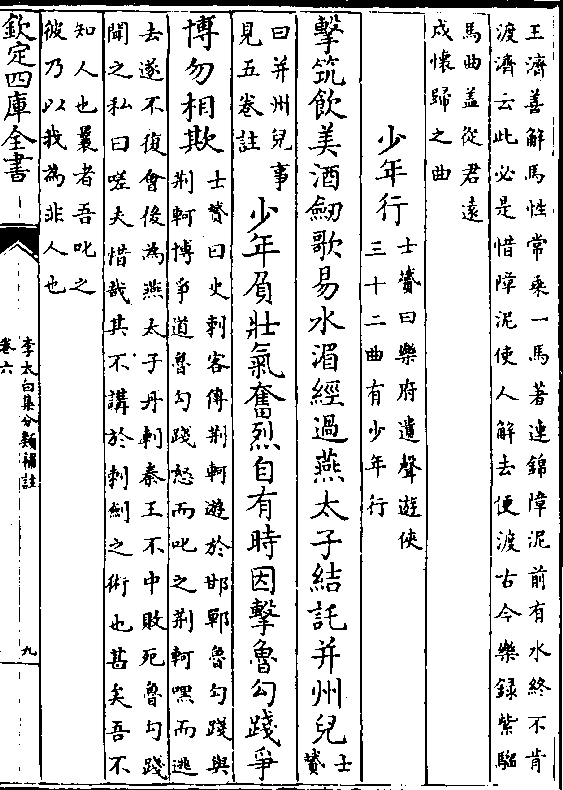 王濟善解馬性常乘一馬著連錦障泥前有水終不肯
渡濟云此必是惜障泥使人解去便渡古今樂録紫騮
馬曲盖從君遠
戍懷歸之曲
少年行
士贇曰樂府遺聲遊俠
三十二曲有少年行
擊筑飲美酒劒歌易水湄經過燕太子結託并州兒
士贇
曰并州兒事
見五卷註
少年負壯氣奮烈自有時因擊魯勾踐爭
博勿相欺
士贇曰史刺客傳荆軻遊於邯鄲魯勾踐與
荆軻博爭道魯勾踐怒而叱之荆軻嘿而逃
去遂不復會後為燕太子丹刺秦王不中敗死魯勾踐
聞之私曰嗟夫惜哉其不講於刺劍之術也甚矣吾不
知人也曩者吾叱之
彼乃以我為非人也
欽定四庫全書
李太白集分類補註
卷六
九